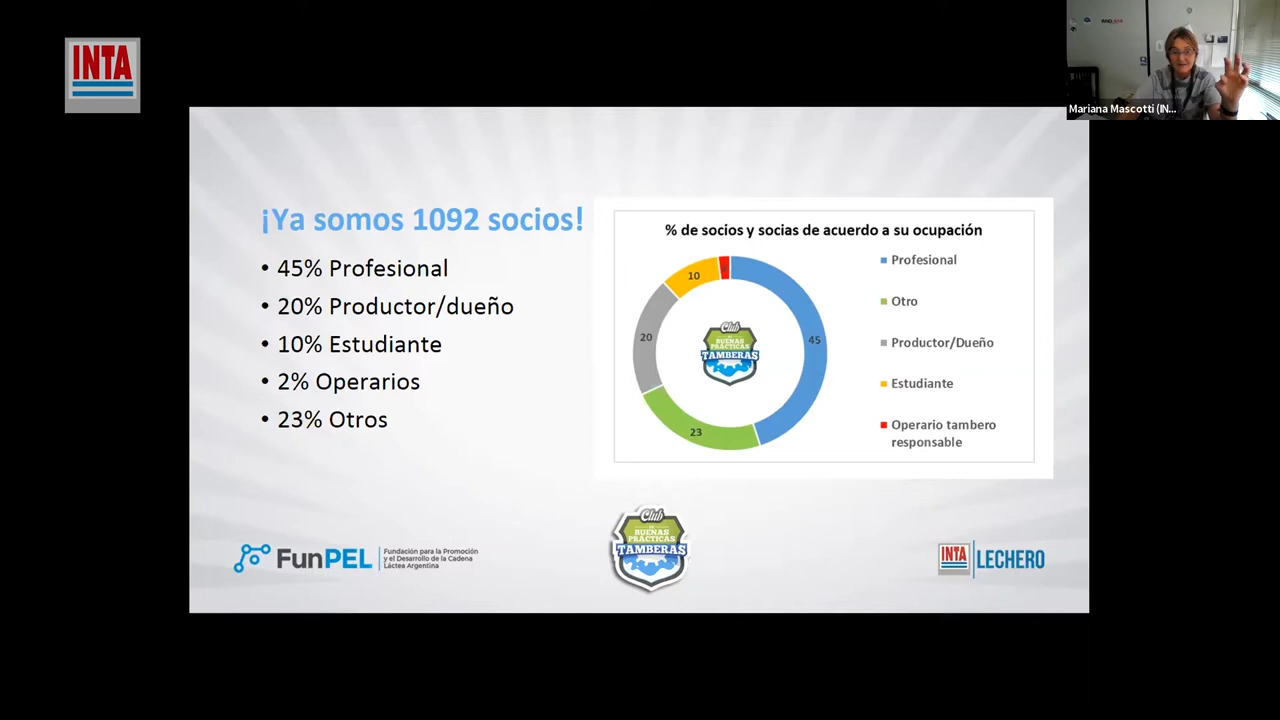 INTA
Mariana Mascotti (IN...
¡Ya somos 1092 socios!
• 45% Profesional
• 20% Productor/dueño
• 10% Estudiante
• 2% Operarios
• 23% Otros
% de socios y socias de acuerdo a su ocupación
10
20
45
23
Club
DE
BUENAS
PRÁCTICAS
TAMBERAS
Profesional
Otro
Productor/Dueño
Estudiante
Operario tambero
responsable
FunPEL
Fundación para la Promoción
y el Desarrollo de la Cadena
Láctea Argentina
Club
DE
BUENAS
PRÁCTICAS
TAMBERAS
INTA LECHERO